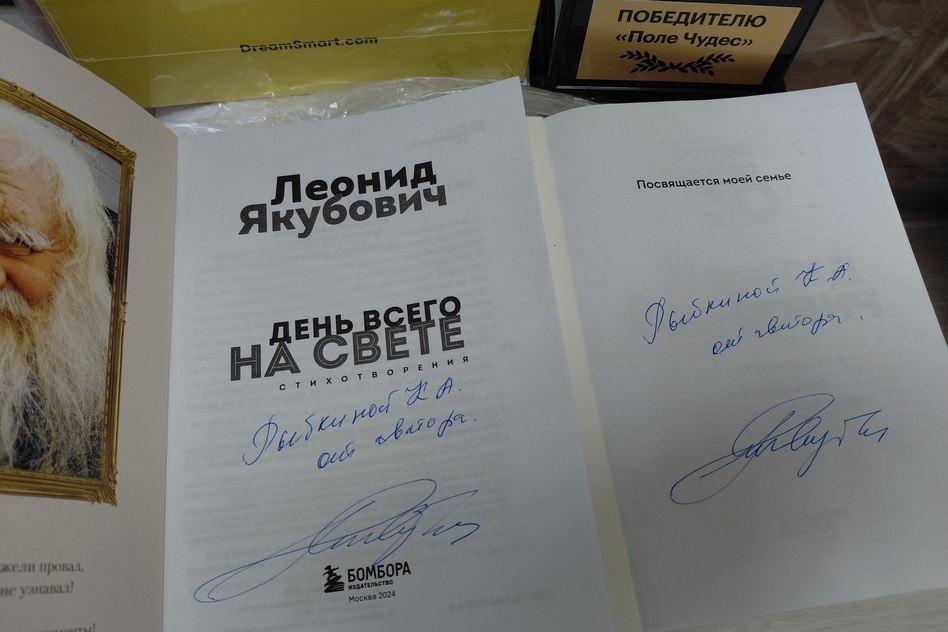 DreamSmart.com
ПОБЕДИТЕЛЮ
«Поле Чудес»
жели провал,
не узнавал!
Леонид
Якубович
ДЕНЬ ВСЕГО
НА СВЕТЕ
СТИХОТВОРЕНИЯ
Рыбкиной К А.
от автора.
БОМБОРА
ИЗДАТЕЛЬСТВО
Москва 2024
Посвящается моей семье
Рыбкиной К А.
от автора.